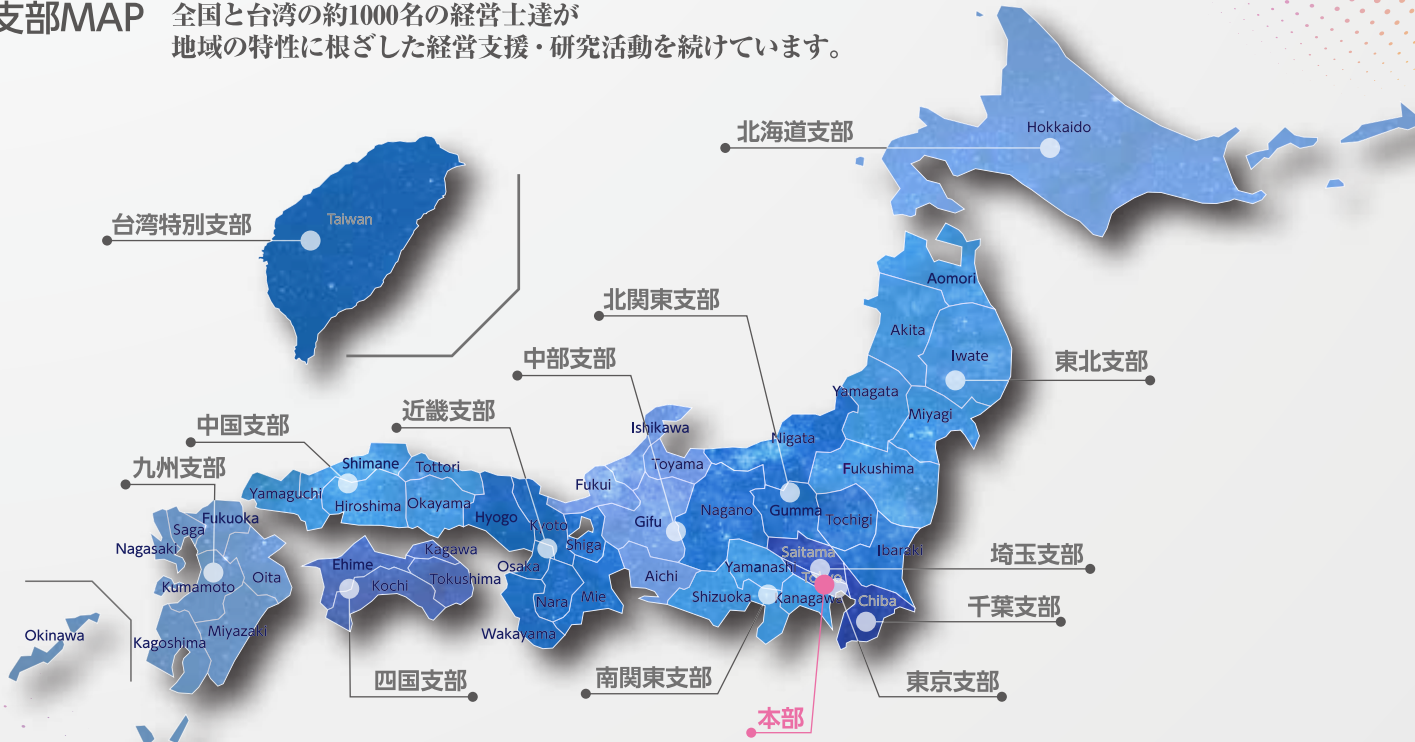 支部MAP
全国と台湾の約1000名の経営士達が
地域の特性に根ざした経営支援・研究活動を続けています。
北海道支部
Hokkaido
台湾特別支部
Taiwan
北関東支部
中部支部
東北支部
近畿支部
中国支部
九州支部
Aomori
Akita
Iwate
Yamagata
Miyagi
Nigata
Fukushima
Ishikawa
Toyama
Fukui
Gifu
Nagano
Gumma
Tochigi
Ibaraki
Saitama
Yamanashi
Tokyo
Kanagawa
Chiba
Shizuoka
Aichi
Shimane
Tottori
Yamaguchi
Hiroshima
Okayama
Hyogo
Kyoto
Shiga
Osaka
Nara
Mie
Wakayama
Fukuoka
Saga
Nagasaki
Kumamoto
Oita
Miyazaki
Kagoshima
Okinawa
Ehime
Kagawa
Kochi
Tokushima
埼玉支部
千葉支部
東京支部
南関東支部
四国支部
本部